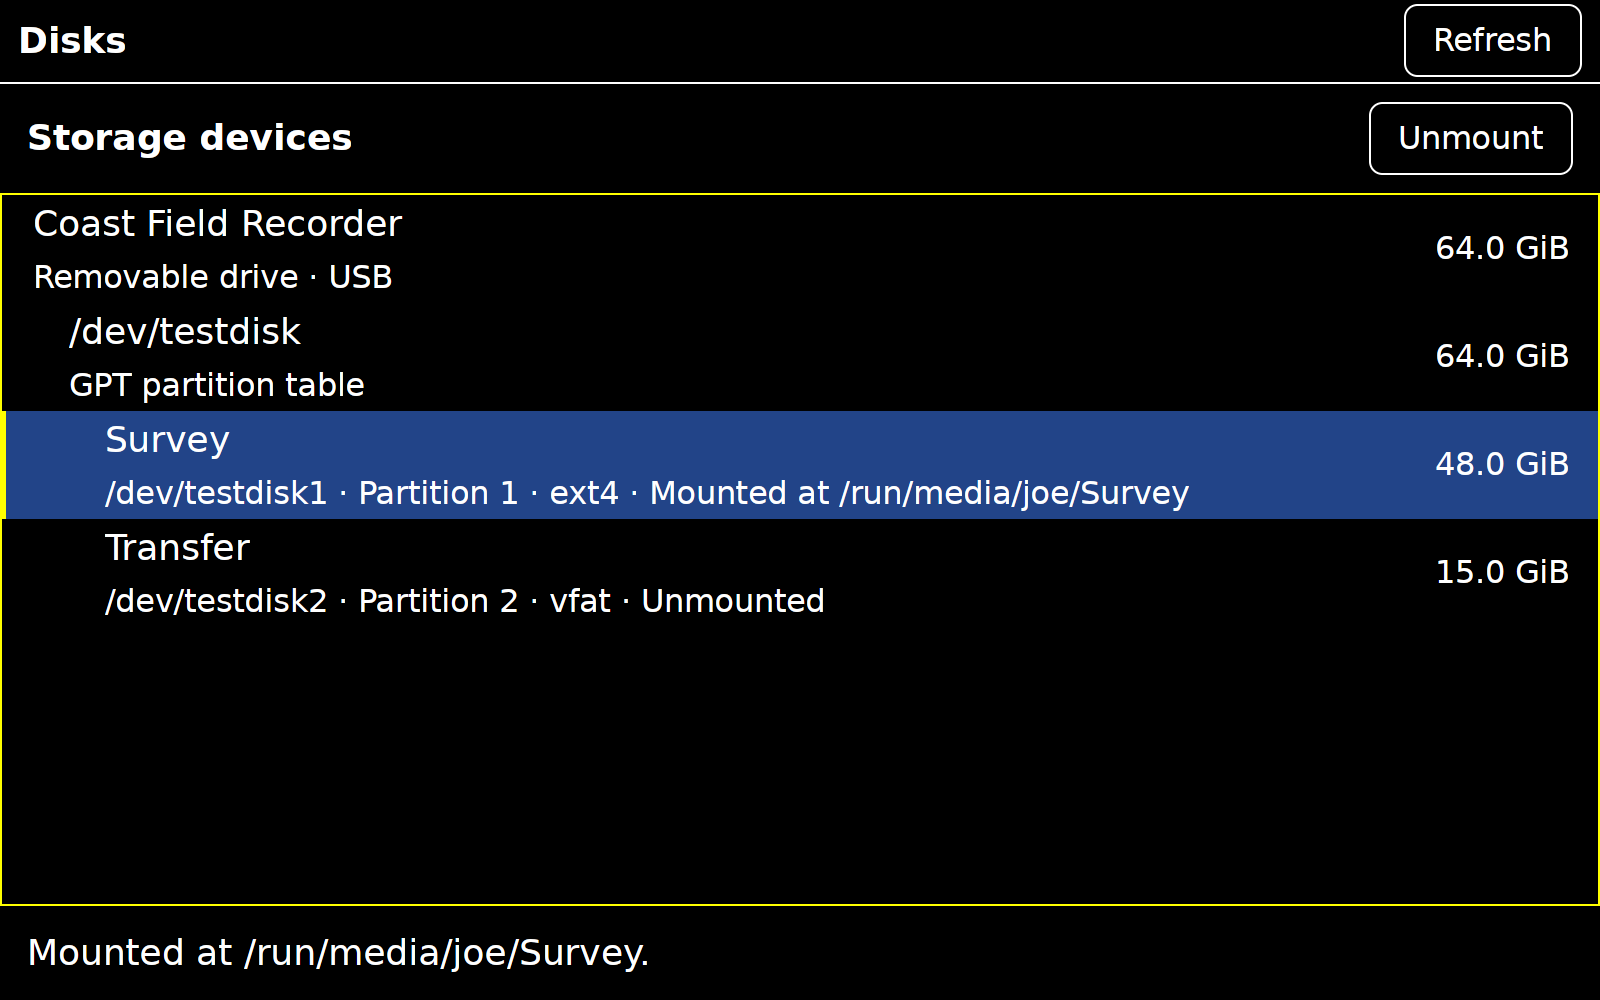 Disks
Refresh
Storage devices
Unmount
Coast Field Recorder
64.0 GiB
Removable drive · USB
/dev/testdisk
64.0 GiB
GPT partition table
Survey
48.0 GiB
/dev/testdisk1 · Partition 1 · ext4 · Mounted at /run/media/joe/Survey
Transfer
15.0 GiB
/dev/testdisk2 · Partition 2 · vfat · Unmounted
Mounted at /run/media/joe/Survey.